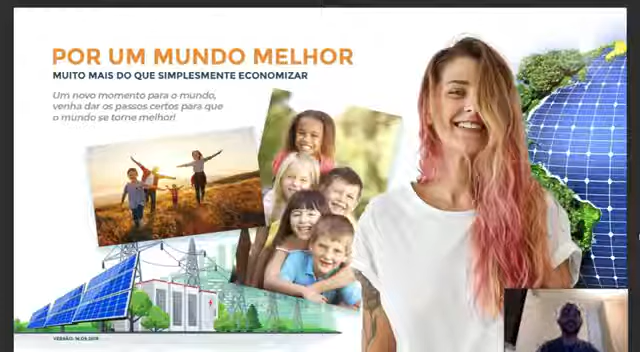 POR UM MUNDO MELHOR
MUITO MAIS DO QUE SIMPLESMENTE ECONOMIZAR
Um novo momento para o mundo,
venha dar os passos certos para que
o mundo se torne melhor!